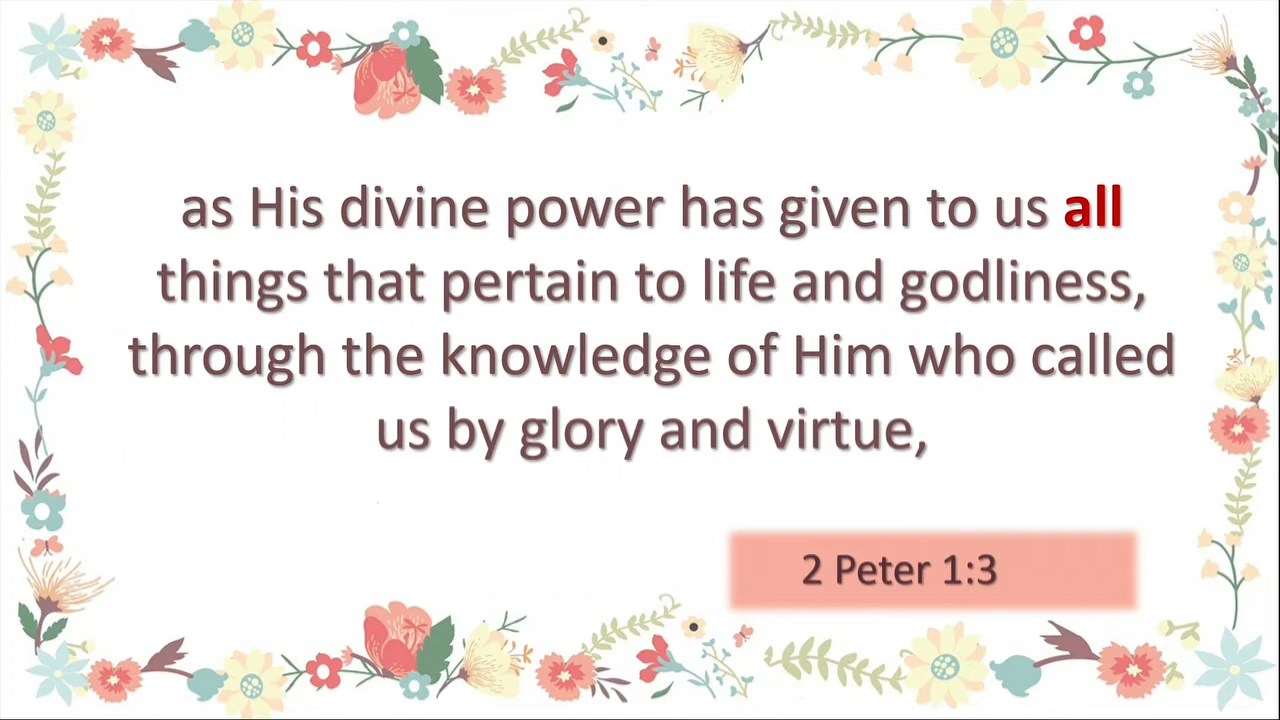 as His divine power has given to us all
things that pertain to life and godliness,
through the knowledge of Him who called
us by glory and virtue,
2 Peter 1:3